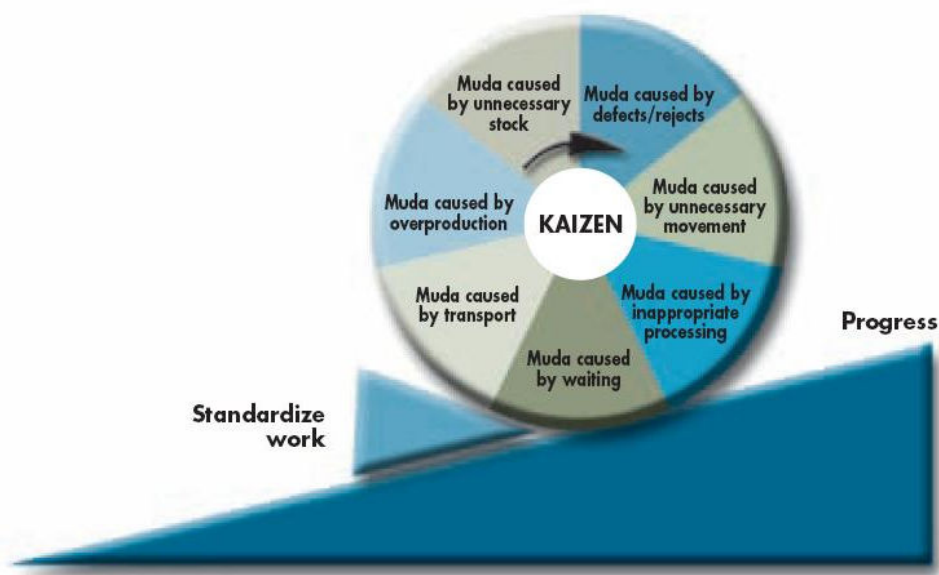 Muda caused
by unnecessary
stock
Muda caused by
defects/rejects
Muda caused by
overproduction
KAIZEN
Muda caused
by unnecessary
movement
Muda caused
by transport
Muda caused by
inappropriate
processing
Muda caused
by waiting
Progress
Standardize
work